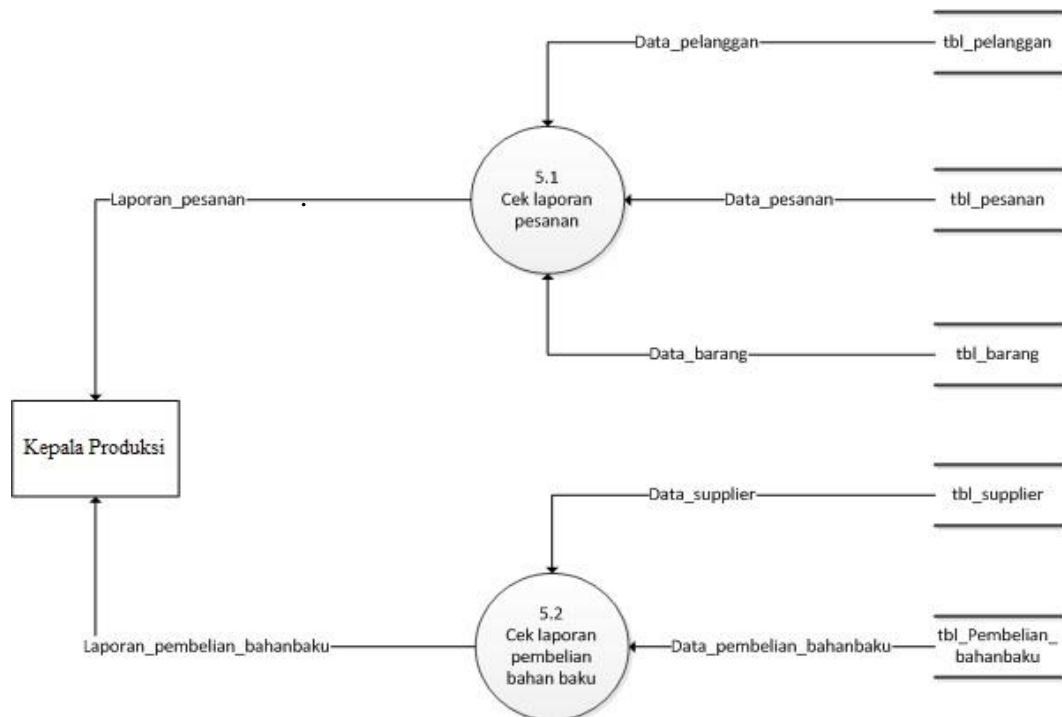 Data_pelanggan
tbl_pelanggan
5.1
Cek laporan
pesanan
Laporan_pesanan
Data_pesanan
tbl_pesanan
Data_barang
tbl_barang
Kepala Produksi
Data_supplier
tbl_supplier
5.2
Cek laporan
pembelian
bahan baku
Laporan_pembelian_bahanbaku
Data_pembelian_bahanbaku
tbl_Pembelian_
bahanbaku